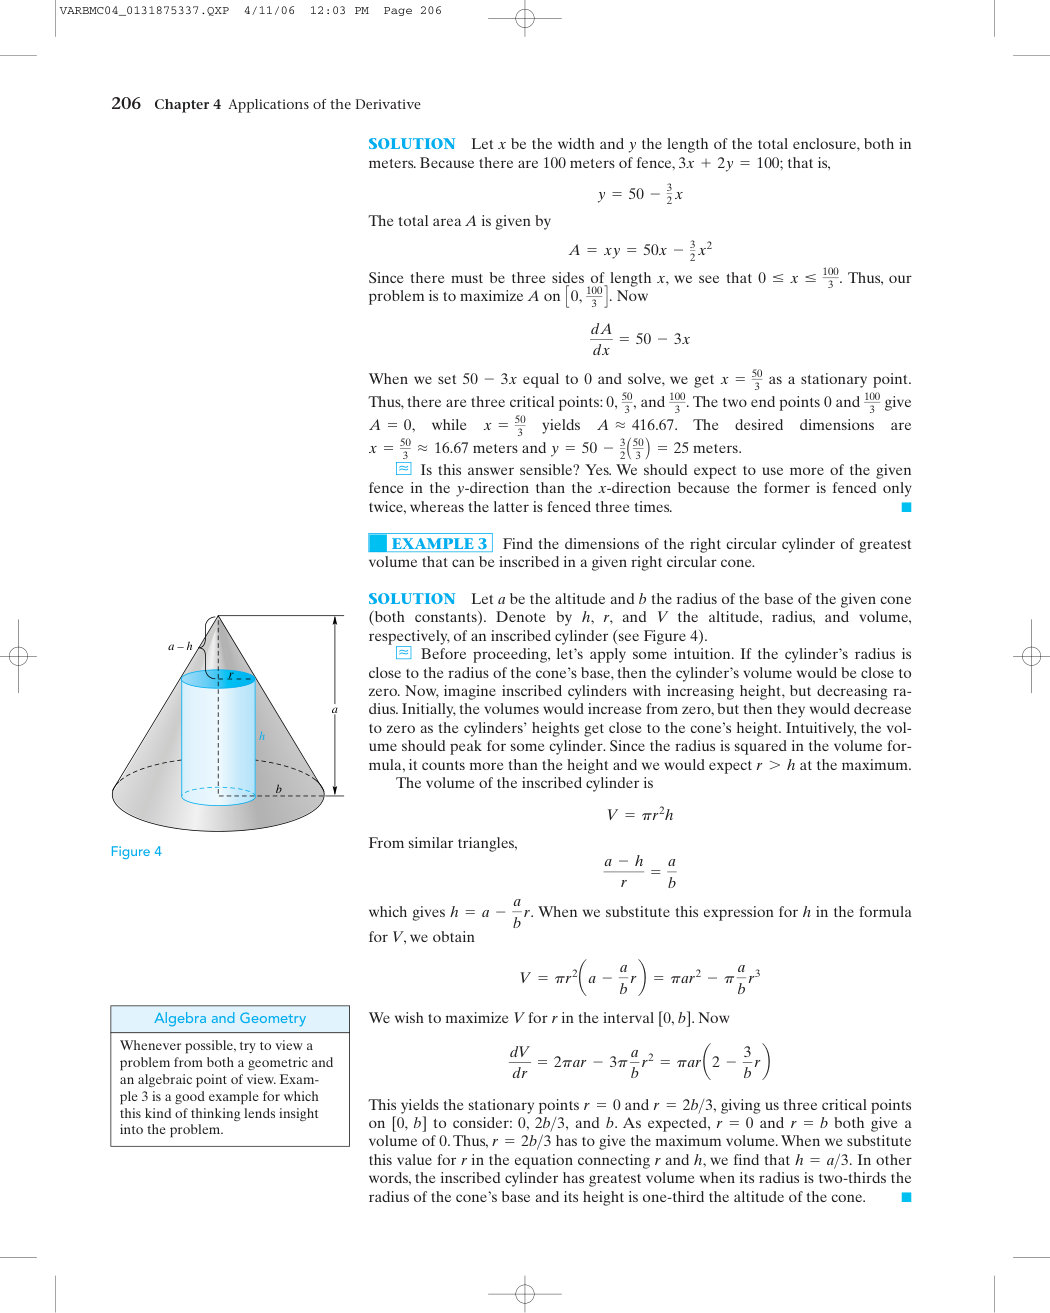 VARBMC04_0131875337.QXP 4/11/06 12:03 PM Page 206
206 Chapter 4 Applications of the Derivative
SOLUTION Let x be the width and y the length of the total enclosure, both in
meters. Because there are 100 meters of fence, 3x + 2y = 100; that is,
y = 50 − 3/2 x
The total area A is given by
A = xy = 50x − 3/2 x²
Since there must be three sides of length x, we see that 0 ≤ x ≤ 100/3. Thus, our
problem is to maximize A on [0, 100/3]. Now
dA/dx = 50 − 3x
When we set 50 − 3x equal to 0 and solve, we get x = 50/3 as a stationary point.
Thus, there are three critical points: 0, 50/3, and 100/3. The two end points 0 and 100/3 give
A = 0, while x = 50/3 yields A ≈ 416.67. The desired dimensions are
x = 50/3 ≈ 16.67 meters and y = 50 − 3/2(50/3) = 25 meters.
≈ Is this answer sensible? Yes. We should expect to use more of the given
fence in the y-direction than the x-direction because the former is fenced only
twice, whereas the latter is fenced three times.
EXAMPLE 3 Find the dimensions of the right circular cylinder of greatest
volume that can be inscribed in a given right circular cone.
SOLUTION Let a be the altitude and b the radius of the base of the given cone
(both constants). Denote by h, r, and V the altitude, radius, and volume,
respectively, of an inscribed cylinder (see Figure 4).
≈ Before proceeding, let's apply some intuition. If the cylinder's radius is
close to the radius of the cone's base, then the cylinder's volume would be close to
zero. Now, imagine inscribed cylinders with increasing height, but decreasing ra-
dius. Initially, the volumes would increase from zero, but then they would decrease
to zero as the cylinders' heights get close to the cone's height. Intuitively, the vol-
ume should peak for some cylinder. Since the radius is squared in the volume for-
mula, it counts more than the height and we would expect r > h at the maximum.
The volume of the inscribed cylinder is
V = πr²h
From similar triangles,
(a − h)/r = a/b
which gives h = a − a/b r. When we substitute this expression for h in the formula
for V, we obtain
V = πr²(a − a/b r) = πar² − π a/b r³
We wish to maximize V for r in the interval [0, b]. Now
dV/dr = 2πar − 3π a/b r² = πar(2 − 3/b r)
This yields the stationary points r = 0 and r = 2b/3, giving us three critical points
on [0, b] to consider: 0, 2b/3, and b. As expected, r = 0 and r = b both give a
volume of 0. Thus, r = 2b/3 has to give the maximum volume. When we substitute
this value for r in the equation connecting r and h, we find that h = a/3. In other
words, the inscribed cylinder has greatest volume when its radius is two-thirds the
radius of the cone's base and its height is one-third the altitude of the cone.
a – h
r
a
h
b
Figure 4
Algebra and Geometry
Whenever possible, try to view a
problem from both a geometric and
an algebraic point of view. Exam-
ple 3 is a good example for which
this kind of thinking lends insight
into the problem.